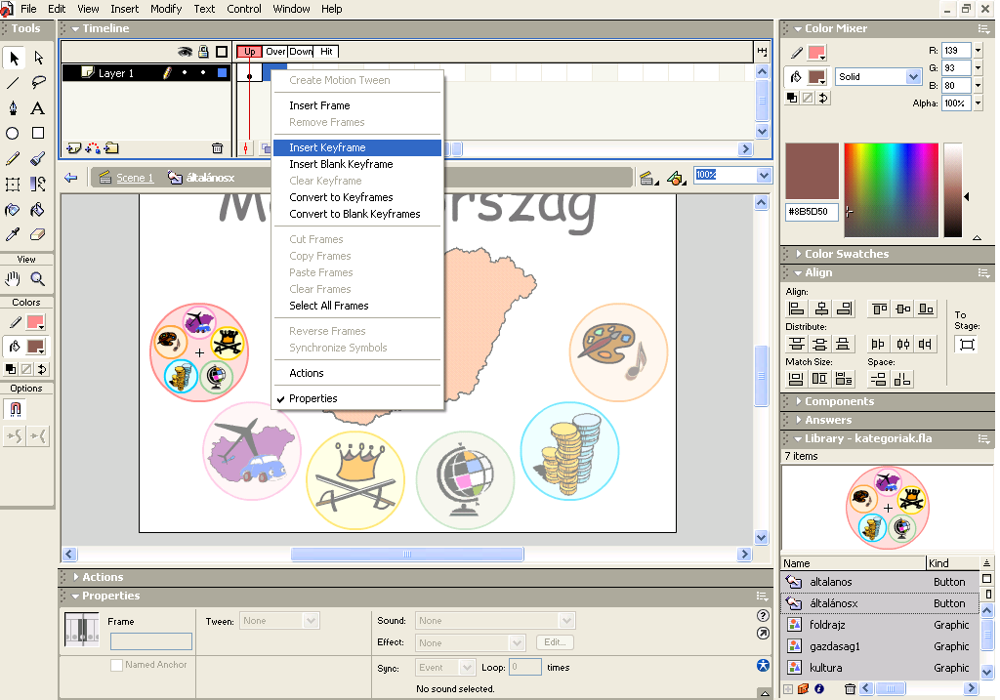 File Edit View Insert Modify Text Control Window Help
Tools
Timeline
Up Over Down Hit
Layer 1
Create Motion Tween
Insert Frame
Remove Frames
Insert Keyframe
Insert Blank Keyframe
Clear Keyframe
Convert to Keyframes
Convert to Blank Keyframes
Cut Frames
Copy Frames
Paste Frames
Clear Frames
Select All Frames
Reverse Frames
Synchronize Symbols
Actions
Properties
Scene 1 általánosx
100%
View
Colors
Options
Actions
Properties
Frame
Tween: None
Named Anchor
Sound: None
Effect: None Edit...
Sync: Event Loop: 0 times
No sound selected.
Color Mixer
R: 139
Solid
G: 93
B: 80
Alpha: 100%
#8B5D50
Color Swatches
Align
Align:
To
Stage:
Distribute:
Match Size: Space:
Components
Answers
Library - kategoriak.fla
7 items
Name Kind
altalanos Button
általánosx Button
foldrajz Graphic
gazdasag1 Graphic
kultura Graphic